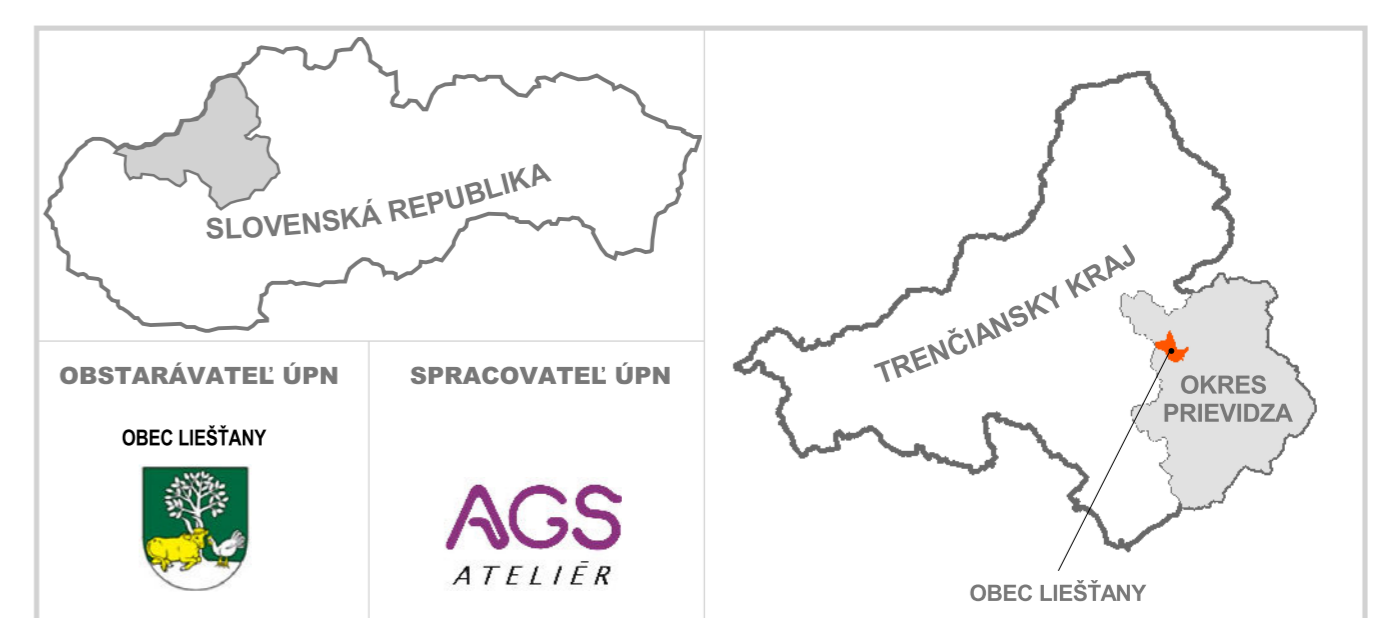 SLOVENSKÁ REPUBLIKA
OBSTARÁVATEĽ ÚPN
OBEC LIEŠŤANY
SPRACOVATEĽ ÚPN
AGS
ATELIÉR
TRENČIANSKY KRAJ
OKRES
PRIEVIDZA
OBEC LIEŠŤANY